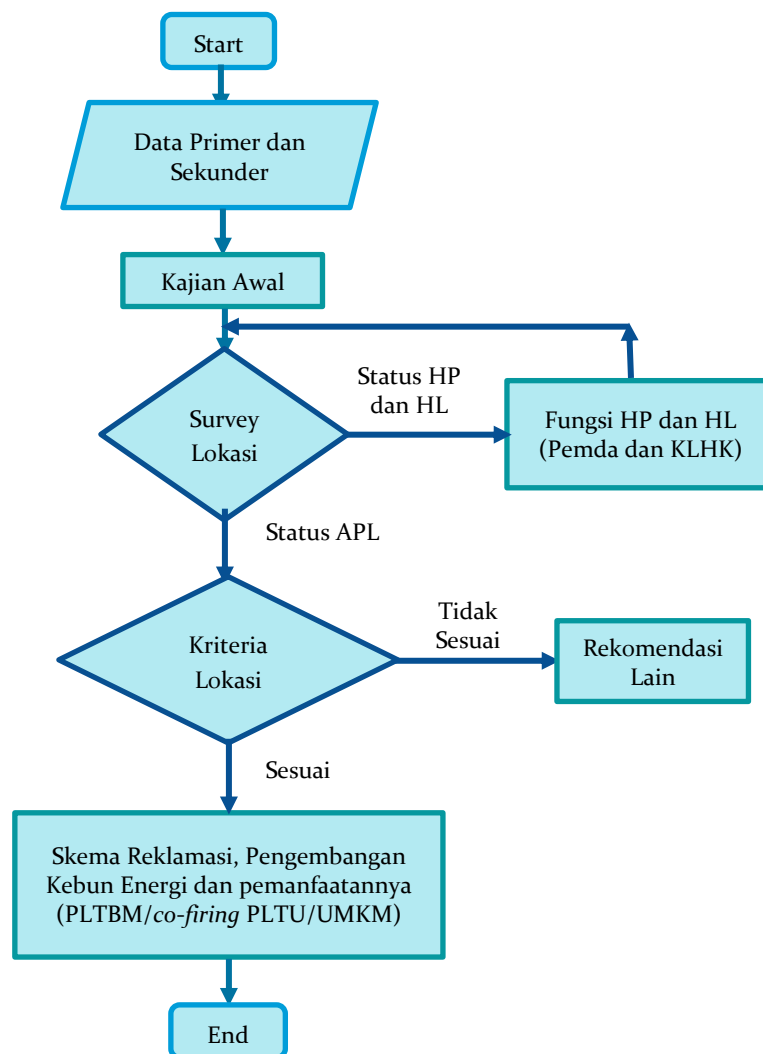 Start
Data Primer dan
Sekunder
Kajian Awal
Survey
Lokasi
Status HP
dan HL
Fungsi HP dan HL
(Pemda dan KLHK)
Status APL
Kriteria
Lokasi
Tidak
Sesuai
Rekomendasi
Lain
Sesuai
Skema Reklamasi, Pengembangan
Kebun Energi dan pemanfaatannya
(PLTBM/co-firing PLTU/UMKM)
End